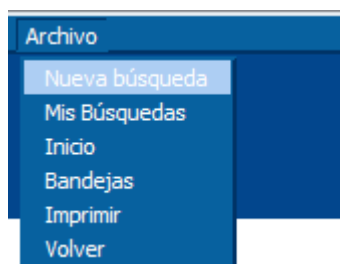 Archivo
Nueva búsqueda
Mis Búsquedas
Inicio
Bandejas
Imprimir
Volver